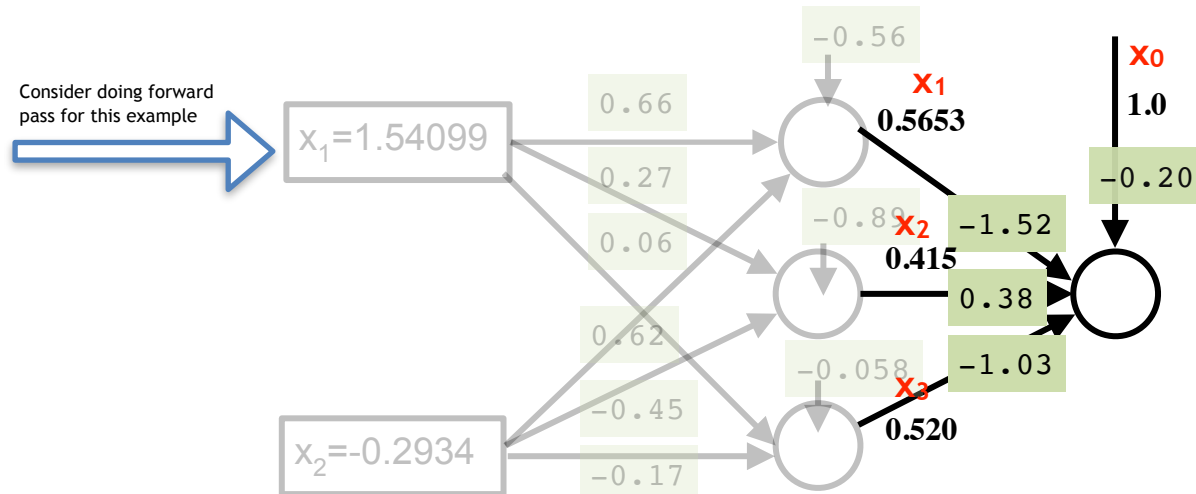 Consider doing forward
pass for this example
x1=1.54099
x2=-0.2934
0.66
0.27
0.06
0.62
-0.45
-0.17
-0.56
-0.89
-0.058
x1
0.5653
x2
0.415
x3
0.520
-1.52
0.38
-1.03
x0
1.0
-0.20